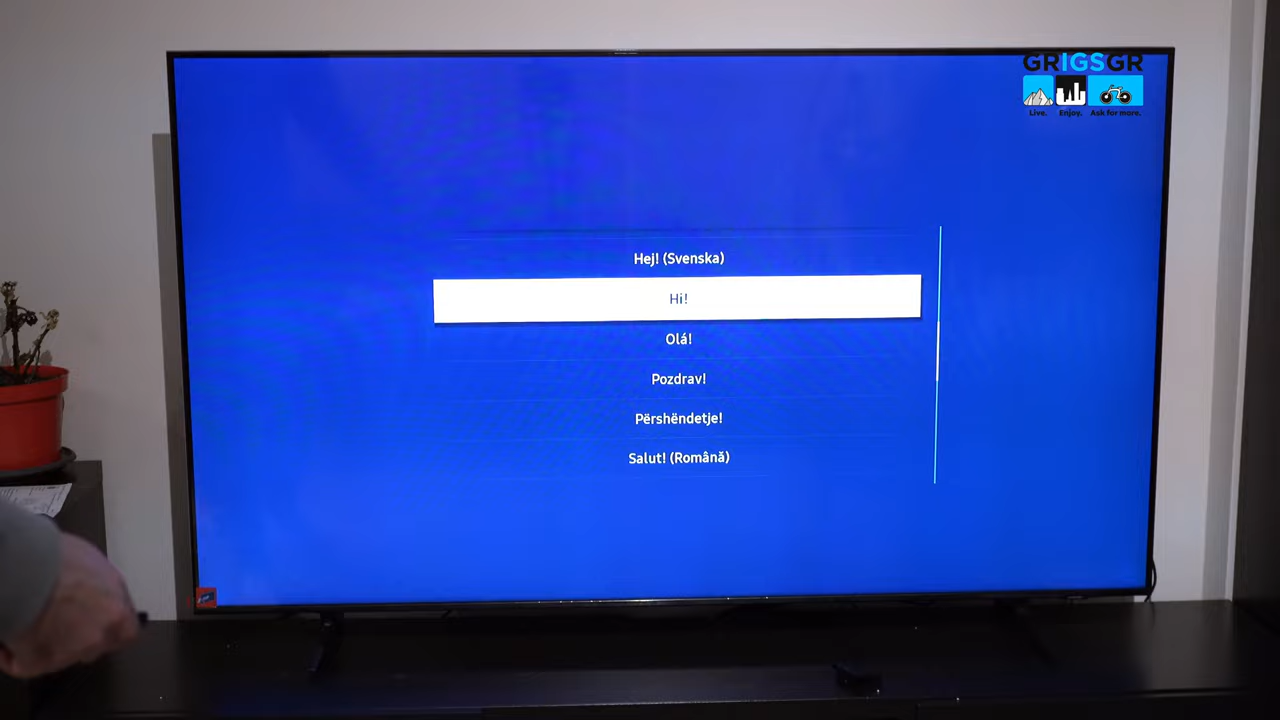 GRIGSGR
Live. Enjoy. Ask for more.
Hej! (Svenska)
Hi!
Olá!
Pozdrav!
Përshëndetje!
Salut! (Română)